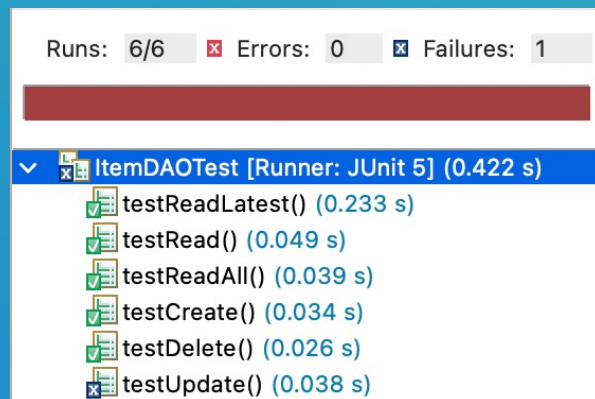 Runs: 6/6 Errors: 0 Failures: 1
ItemDAOTest [Runner: JUnit 5] (0.422 s)
testReadLatest() (0.233 s)
testRead() (0.049 s)
testReadAll() (0.039 s)
testCreate() (0.034 s)
testDelete() (0.026 s)
testUpdate() (0.038 s)